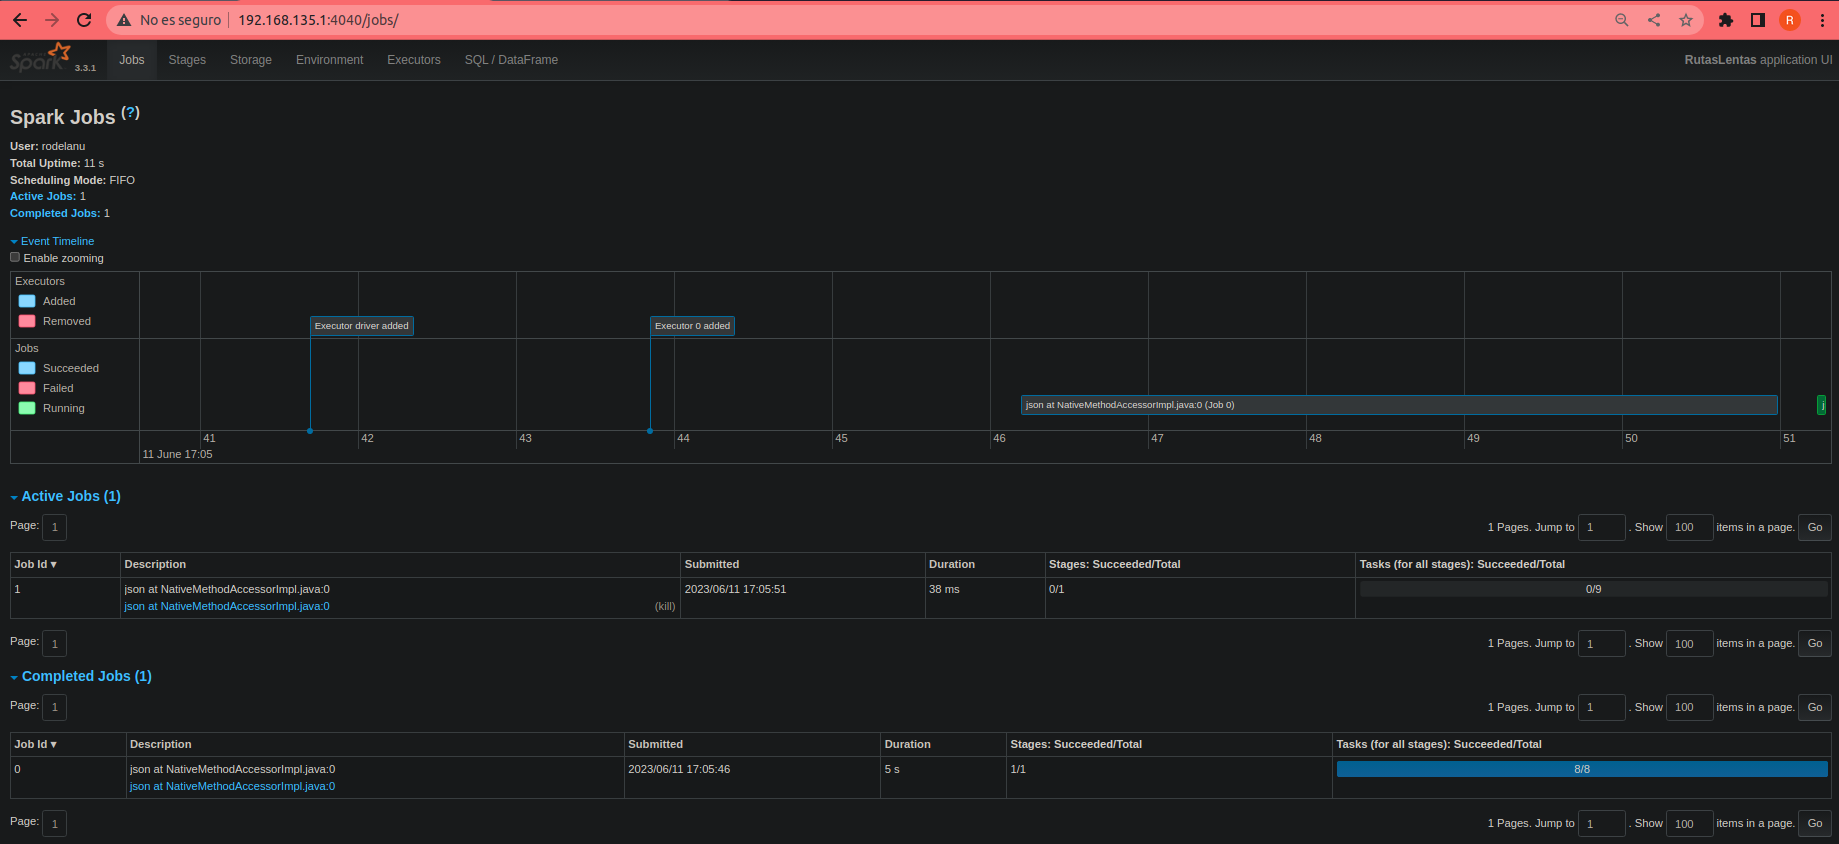 No es seguro 192.168.135.1:4040/jobs/ R
Spark 3.3.1 Jobs Stages Storage Environment Executors SQL / DataFrame RutasLentas application UI
Spark Jobs (?)
User: rodelanu
Total Uptime: 11 s
Scheduling Mode: FIFO
Active Jobs: 1
Completed Jobs: 1
Event Timeline
Enable zooming
Executors
Added
Removed
Executor driver added Executor 0 added
Jobs
Succeeded
Failed
Running
json at NativeMethodAccessorImpl.java:0 (Job 0) j
41 42 43 44 45 46 47 48 49 50 51
11 June 17:05
Active Jobs (1)
Page: 1 1 Pages. Jump to 1 . Show 100 items in a page. Go
Job Id ▾ Description Submitted Duration Stages: Succeeded/Total Tasks (for all stages): Succeeded/Total
1 json at NativeMethodAccessorImpl.java:0 2023/06/11 17:05:51 38 ms 0/1 0/9
json at NativeMethodAccessorImpl.java:0 (kill)
Page: 1 1 Pages. Jump to 1 . Show 100 items in a page. Go
Completed Jobs (1)
Page: 1 1 Pages. Jump to 1 . Show 100 items in a page. Go
Job Id ▾ Description Submitted Duration Stages: Succeeded/Total Tasks (for all stages): Succeeded/Total
0 json at NativeMethodAccessorImpl.java:0 2023/06/11 17:05:46 5 s 1/1 8/8
json at NativeMethodAccessorImpl.java:0
Page: 1 1 Pages. Jump to 1 . Show 100 items in a page. Go